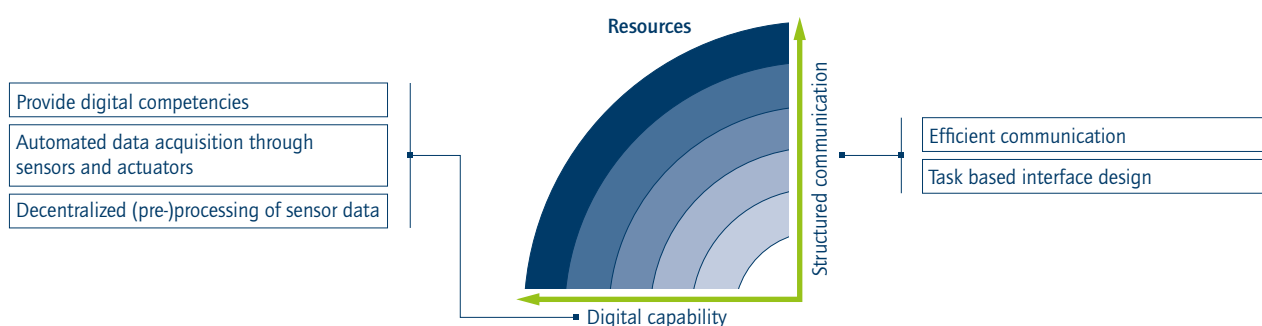 Resources
Provide digital competencies
Automated data acquisition through
sensors and actuators
Decentralized (pre-)processing of sensor data
Structured communication
Efficient communication
Task based interface design
Digital capability